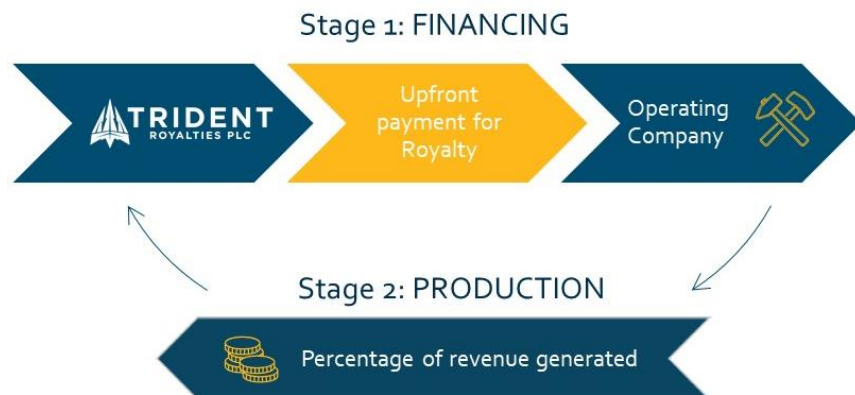 Stage 1: FINANCING
TRIDENT
ROYALTIES PLC
Upfront
payment for
Royalty
Operating
Company
Stage 2: PRODUCTION
Percentage of revenue generated